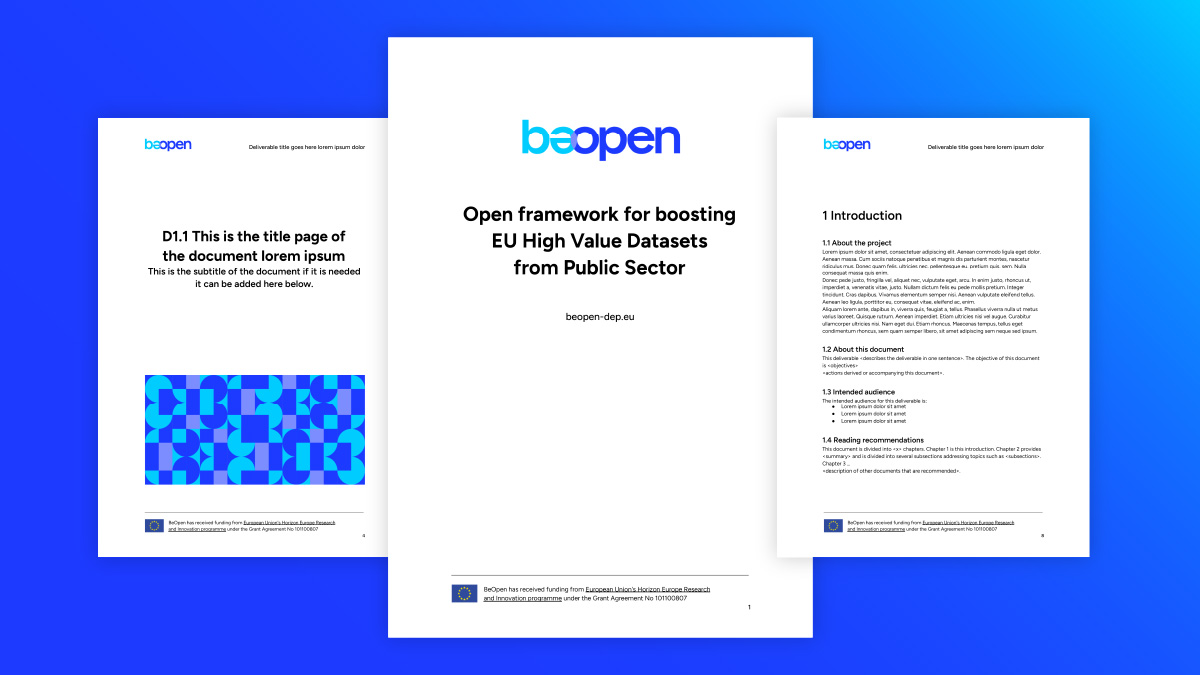 beopen
Deliverable title goes here lorem ipsum dolor
D1.1 This is the title page of
the document lorem ipsum
This is the subtitle of the document if it is needed
it can be added here below.
BeOpen has received funding from European Union's Horizon Europe Research
and Innovation programme under the Grant Agreement No 101100807
4
beopen
Open framework for boosting
EU High Value Datasets
from Public Sector
beopen-dep.eu
BeOpen has received funding from European Union's Horizon Europe Research
and Innovation programme under the Grant Agreement No 101100807
1
beopen
Deliverable title goes here lorem ipsum dolor
1 Introduction
1.1 About the project
Lorem ipsum dolor sit amet, consectetuer adipiscing elit. Aenean commodo ligula eget dolor.
Aenean massa. Cum sociis natoque penatibus et magnis dis parturient montes, nascetur
ridiculus mus. Donec quam felis. ultricies nec. pellentesque eu. pretium quis. sem. Nulla
consequat massa quis enim.
Donec pede justo, fringilla vel, aliquet nec, vulputate eget, arcu. In enim justo, rhoncus ut,
imperdiet a, venenatis vitae, justo. Nullam dictum felis eu pede mollis pretium. Integer
tincidunt. Cras dapibus. Vivamus elementum semper nisi. Aenean vulputate eleifend tellus.
Aenean leo ligula, porttitor eu, consequat vitae, eleifend ac, enim.
Aliquam lorem ante, dapibus in, viverra quis, feugiat a, tellus. Phasellus viverra nulla ut metus
varius laoreet. Quisque rutrum. Aenean imperdiet. Etiam ultricies nisi vel augue. Curabitur
ullamcorper ultricies nisi. Nam eget dui. Etiam rhoncus. Maecenas tempus, tellus eget
condimentum rhoncus, sem quam semper libero, sit amet adipiscing sem neque sed ipsum.
1.2 About this document
This deliverable <describes the deliverable in one sentence>. The objective of this document
is <objectives>
<actions derived or accompanying this document>.
1.3 Intended audience
The intended audience for this deliverable is:
● Lorem ipsum dolor sit amet
● Lorem ipsum dolor sit amet
● Lorem ipsum dolor sit amet
1.4 Reading recommendations
This document is divided into <x> chapters. Chapter 1 is this introduction. Chapter 2 provides
<summary> and is divided into several subsections addressing topics such as <subsections>.
Chapter 3...
<description of other documents that are recommended>.
BeOpen has received funding from European Union's Horizon Europe Research
and Innovation programme under the Grant Agreement No 101100807
8